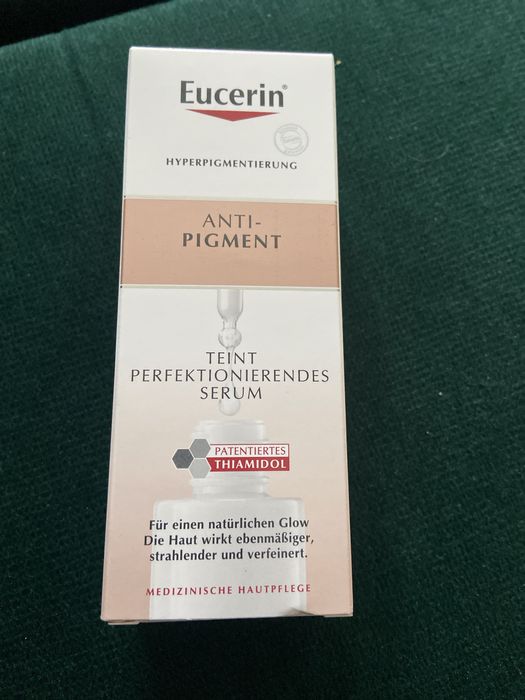 Eucerin®
HYPERPIGMENTIERUNG
ANTI-
PIGMENT
TEINT
PERFEKTIONIERENDES
SERUM
PATENTIERTES
THIAMIDOL
Für einen natürlichen Glow
Die Haut wirkt ebenmäßiger,
strahlender und verfeinert.
MEDIZINISCHE HAUTPFLEGE